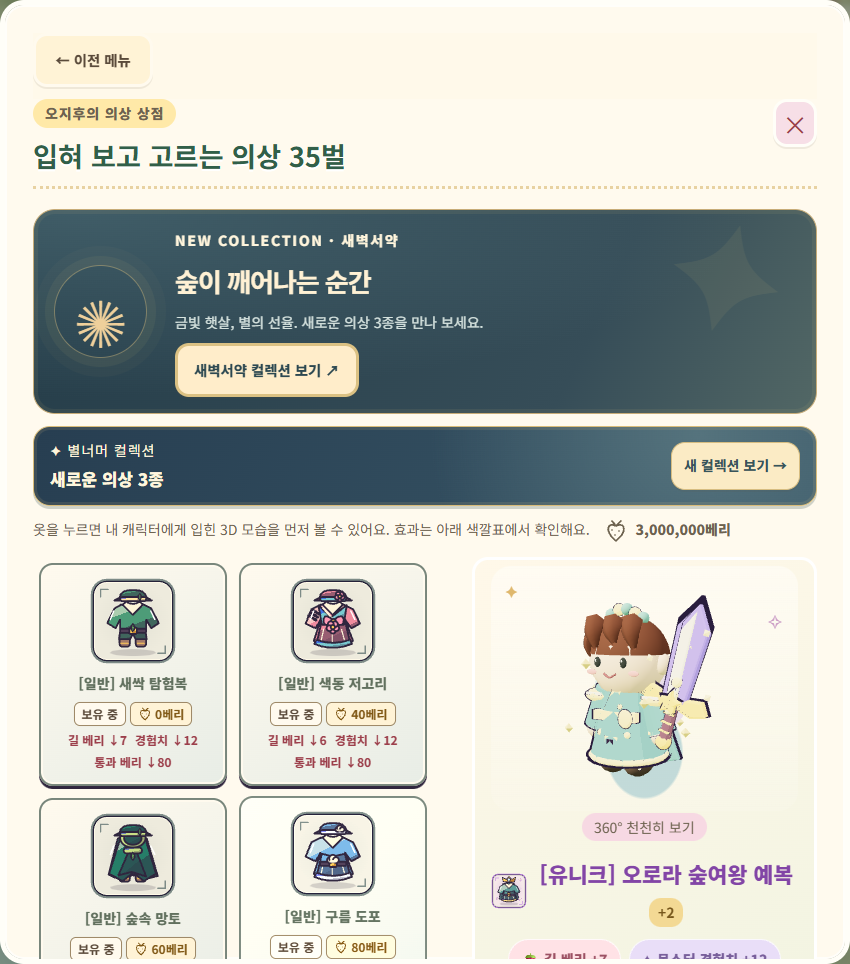 ← 이전 메뉴
오지후의 의상 상점
입혀 보고 고르는 의상 35벌
NEW COLLECTION · 새벽서약
숲이 깨어나는 순간
금빛 햇살, 별의 선율. 새로운 의상 3종을 만나 보세요.
새벽서약 컬렉션 보기 ↗
✦ 별너머 컬렉션
새로운 의상 3종
새 컬렉션 보기 →
옷을 누르면 내 캐릭터에게 입힌 3D 모습을 먼저 볼 수 있어요. 효과는 아래 색깔표에서 확인해요.
3,000,000베리
[일반] 새싹 탐험복
보유 중
0베리
길 베리 ↓7 경험치 ↓12
통과 베리 ↓80
[일반] 색동 저고리
보유 중
40베리
길 베리 ↓6 경험치 ↓12
통과 베리 ↓80
[일반] 숲속 망토
보유 중
60베리
[일반] 구름 도포
보유 중
80베리
360° 천천히 보기
[유니크] 오로라 숲여왕 예복
+2
길 베리 +7
몬스터 경험치 +12